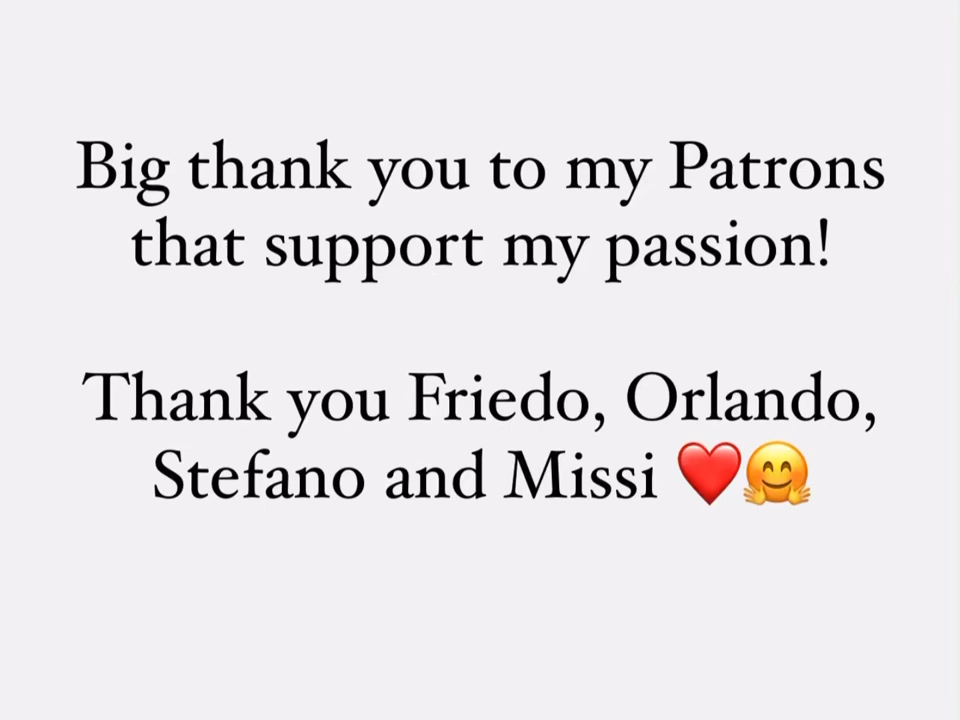 Big thank you to my Patrons
that support my passion!
Thank you Friedo, Orlando,
Stefano and Missi ❤️🤗